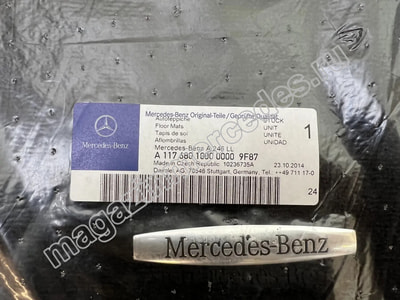 Mercedes-Benz Original-Teile/Geprüfte Qualität
Autoteppiche STÜCK
Floor Mats UNIT
Tapis de sol UNITE
Alfombrillas UNIDAD
1
Mercedes-Benz
Mercedes-Benz A 246 LL
A 117 680 1000 0000 9F87
Made in Czech Republic 10236735A 23.10.2014
Daimler AG, 70546 Stuttgart, Germany, Tel.: ++49 711 17-0
24
Mercedes-Benz